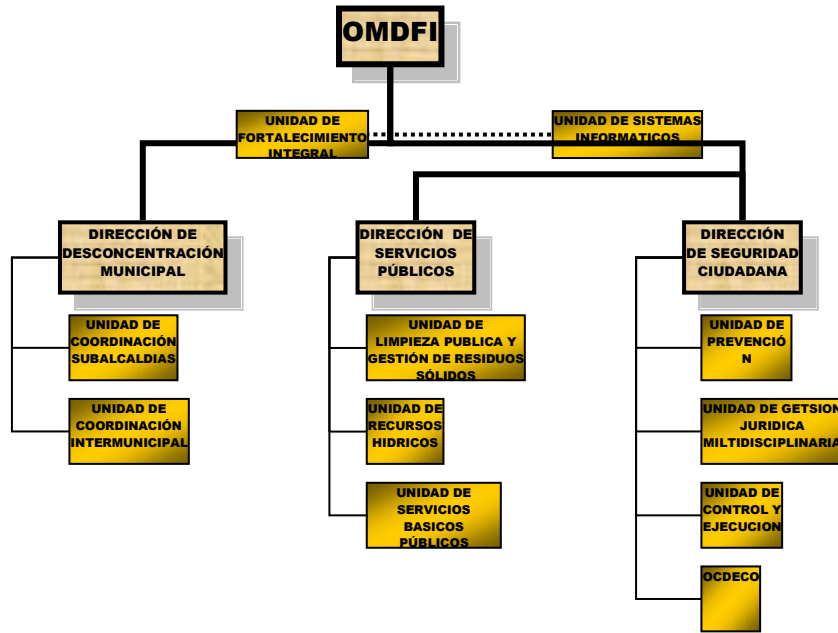 OMDFI
UNIDAD DE
FORTALECIMIENTO
INTEGRAL
UNIDAD DE SISTEMAS
INFORMATICOS
DIRECCIÓN DE
DESCONCENTRACIÓN
MUNICIPAL
DIRECCIÓN DE
SERVICIOS
PÚBLICOS
DIRECCIÓN
DE SEGURIDAD
CIUDADANA
UNIDAD DE
COORDINACIÓN
SUBALCALDIAS
UNIDAD DE
COORDINACIÓN
INTERMUNICIPAL
UNIDAD DE
LIMPIEZA PUBLICA Y
GESTIÓN DE RESIDUOS
SÓLIDOS
UNIDAD DE
RECURSOS
HIDRICOS
UNIDAD DE
SERVICIOS
BASICOS
PÚBLICOS
UNIDAD DE
PREVENCIÓ
N
UNIDAD DE GETSION
JURIDICA
MILTIDISCIPLINARIA
UNIDAD DE
CONTROL Y
EJECUCION
OCDECO